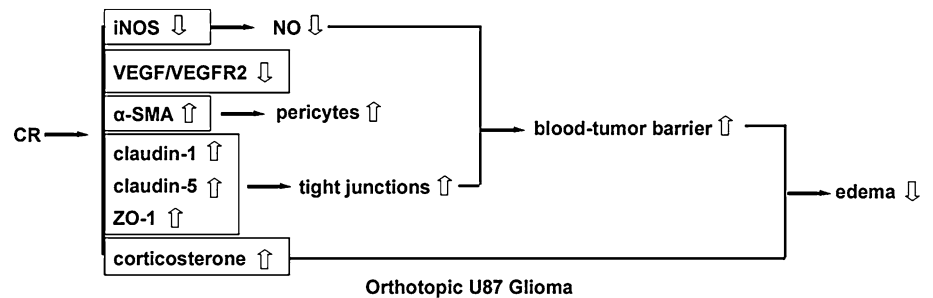 iNOS ⇩ NO ⇩
VEGF/VEGFR2 ⇩
α-SMA ⇧ pericytes ⇧
CR
blood-tumor barrier ⇧
claudin-1 ⇧
claudin-5 ⇧ tight junctions ⇧
edema ⇩
ZO-1 ⇧
corticosterone ⇧
Orthotopic U87 Glioma